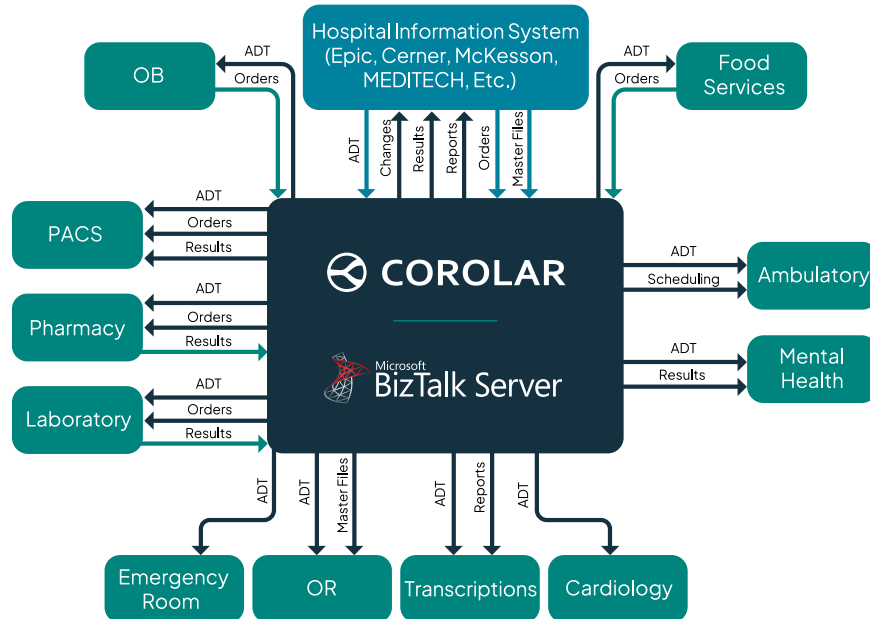 Hospital Information System
(Epic, Cerner, McKesson,
MEDITECH, Etc.)
OB
ADT
Orders
ADT
Orders
Food
Services
ADT
Changes
Results
Reports
Orders
Master Files
PACS
ADT
Orders
Results
Pharmacy
ADT
Orders
Results
Laboratory
ADT
Orders
Results
COROLAR
Microsoft
BizTalk Server
ADT
Scheduling
Ambulatory
ADT
Results
Mental
Health
ADT
ADT
Master Files
ADT
Reports
ADT
Emergency
Room
OR
Transcriptions
Cardiology